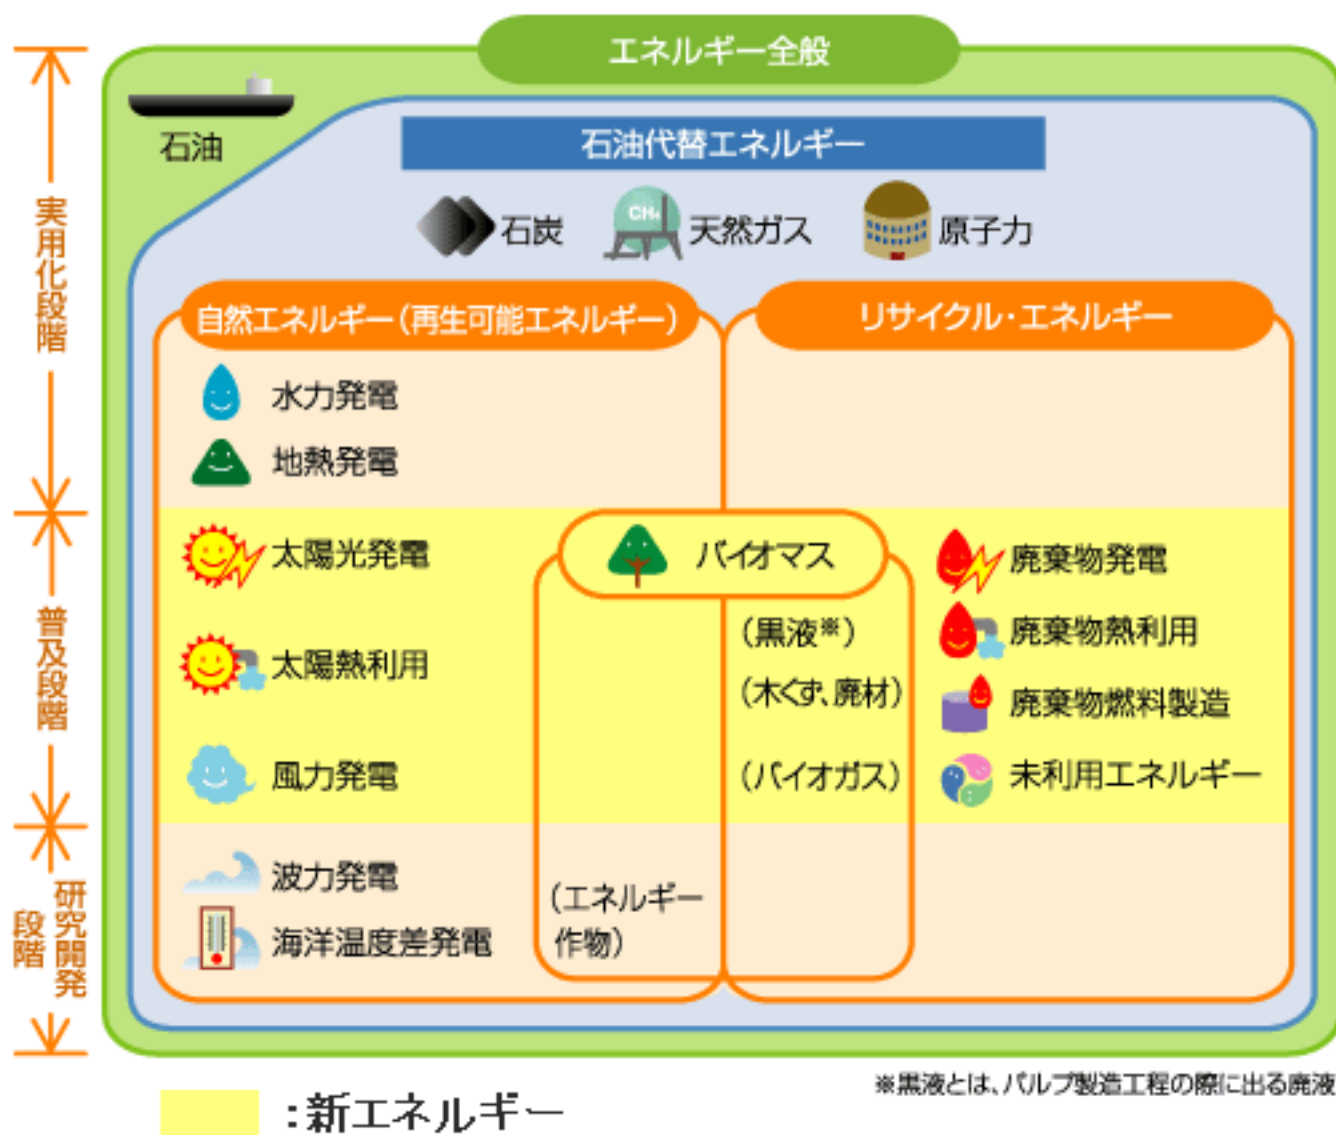 エネルギー全般
石油
石油代替エネルギー
CH4
石炭
天然ガス
原子力
自然エネルギー(再生可能エネルギー)
リサイクル・エネルギー
実用化段階
水力発電
地熱発電
普及段階
太陽光発電
太陽熱利用
風力発電
バイオマス
(黒液※)
(木くず、廃材)
(バイオガス)
廃棄物発電
廃棄物熱利用
廃棄物燃料製造
未利用エネルギー
研究開発
段階
波力発電
海洋温度差発電
(エネルギー
作物)
※黒液とは、パルプ製造工程の際に出る廃液
:新エネルギー